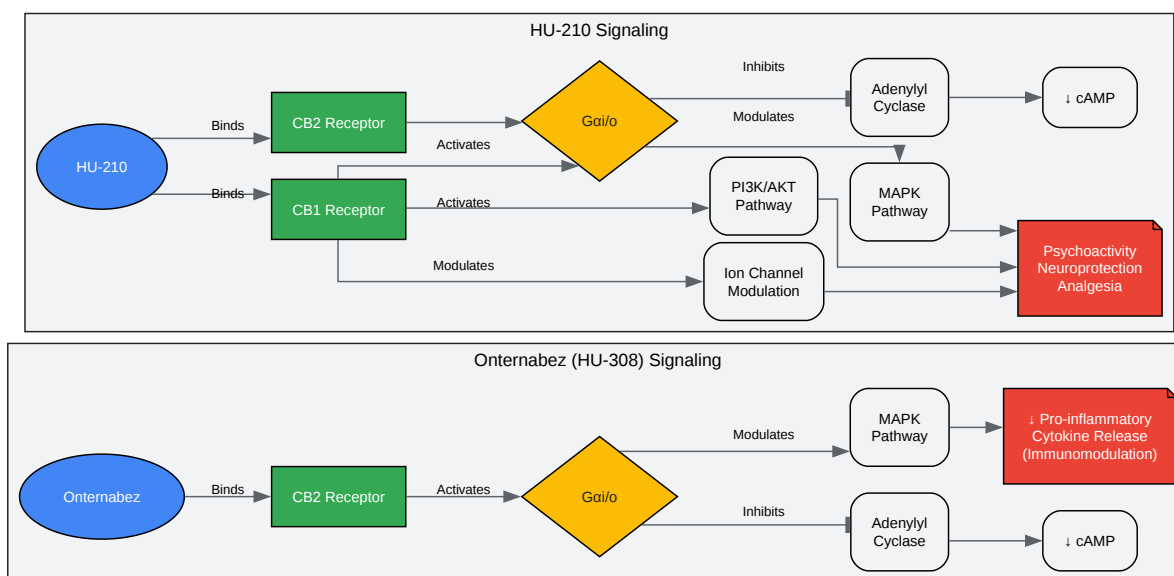 HU-210 Signaling
Inhibits
Adenylyl
Cyclase
↓ cAMP
Binds
CB2 Receptor
Gαi/o
Modulates
HU-210
Activates
Binds
CB1 Receptor
Activates
PI3K/AKT
Pathway
MAPK
Pathway
Modulates
Ion Channel
Modulation
Psychoactivity
Neuroprotection
Analgesia
Onternabez (HU-308) Signaling
Modulates
MAPK
Pathway
↓ Pro-inflammatory
Cytokine Release
(Immunomodulation)
Onternabez
Binds
CB2 Receptor
Activates
Gαi/o
Inhibits
Adenylyl
Cyclase
↓ cAMP